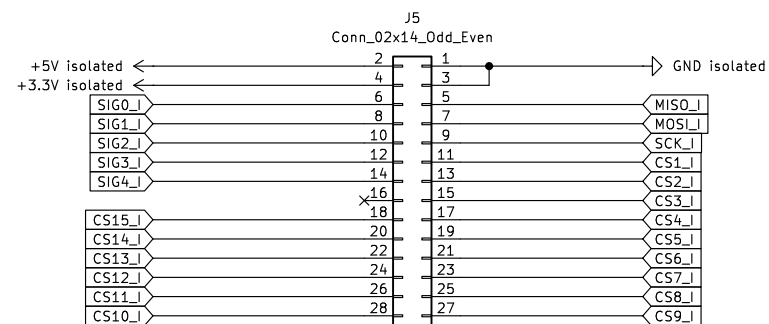 J5
Conn_02x14_Odd_Even
+5V isolated 2 1 GND isolated
+3.3V isolated 4 3
SIG0_I 6 5 MISO_I
SIG1_I 8 7 MOSI_I
SIG2_I 10 9 SCK_I
SIG3_I 12 11 CS1_I
SIG4_I 14 13 CS2_I
16 15 CS3_I
CS15_I 18 17 CS4_I
CS14_I 20 19 CS5_I
CS13_I 22 21 CS6_I
CS12_I 24 23 CS7_I
CS11_I 26 25 CS8_I
CS10_I 28 27 CS9_I